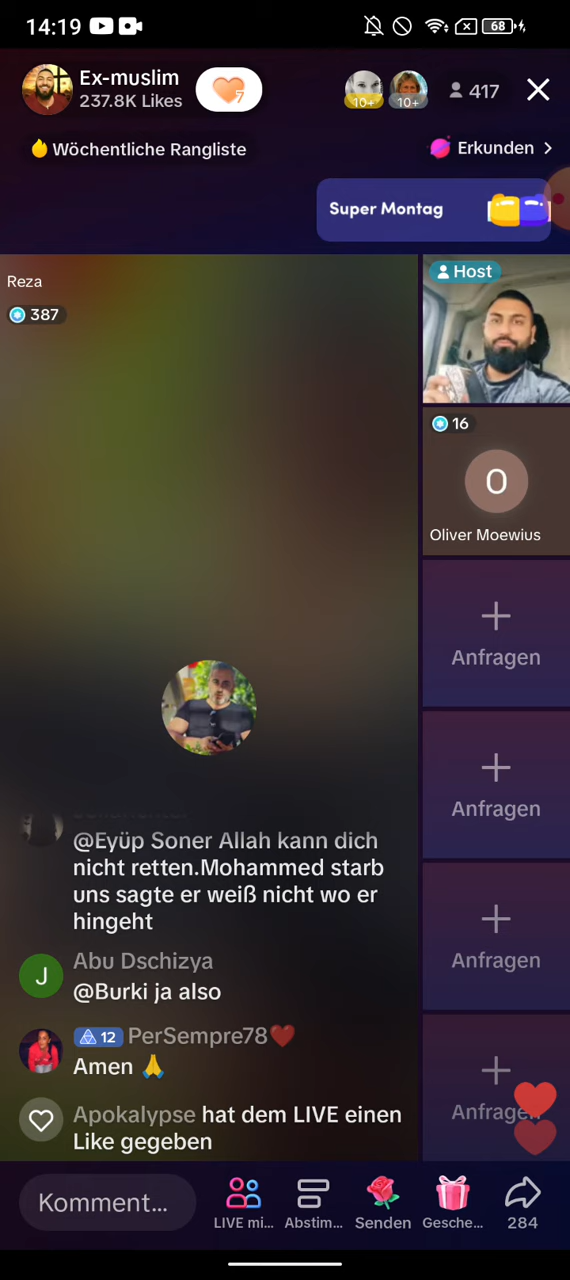 14:19
68
Ex-muslim
237.8K Likes
7
10+
10+
417
Wöchentliche Rangliste
Erkunden
Super Montag
Reza
387
Host
16
O
Oliver Moewius
Anfragen
Anfragen
Anfragen
Anfragen
@Eyüp Soner Allah kann dich
nicht retten.Mohammed starb
uns sagte er weiß nicht wo er
hingeht
J
Abu Dschizya
@Burki ja also
12 PerSempre78❤️
Amen 🙏
Apokalypse hat dem LIVE einen
Like gegeben
Komment...
LIVE mi...
Abstim...
Senden
Gesche...
284